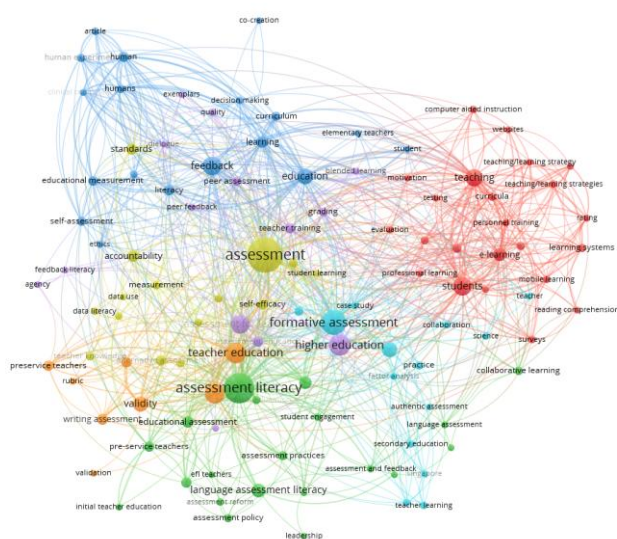 co-creation
article
human
humans
exemplars
decision making
quality
curriculum
computer aided instruction
websites
elementary teachers
standards
learning
student
feedback
teaching/learning strategy
blended learning
teaching
educational measurement
peer assessment
education
motivation
teaching/learning strategies
literacy
curricula
testing
peer feedback
grading
rating
self-assessment
personnel training
teacher training
evaluation
ethics
learning systems
assessment
e-learning
accountability
feedback literacy
student learning
professional learning
mobile learning
agency
measurement
students
teacher
data use
reading comprehension
self-efficacy
case study
data literacy
formative assessment
collaboration
science
surveys
higher education
teacher education
practice
preservice teachers
factor analysis
collaborative learning
rubric
assessment literacy
validity
authentic assessment
writing assessment
educational assessment
student engagement
language assessment
pre-service teachers
secondary education
assessment practices
validation
efl teachers
assessment and feedback
singapore
language assessment literacy
assessment reform
initial teacher education
teacher learning
assessment policy
leadership